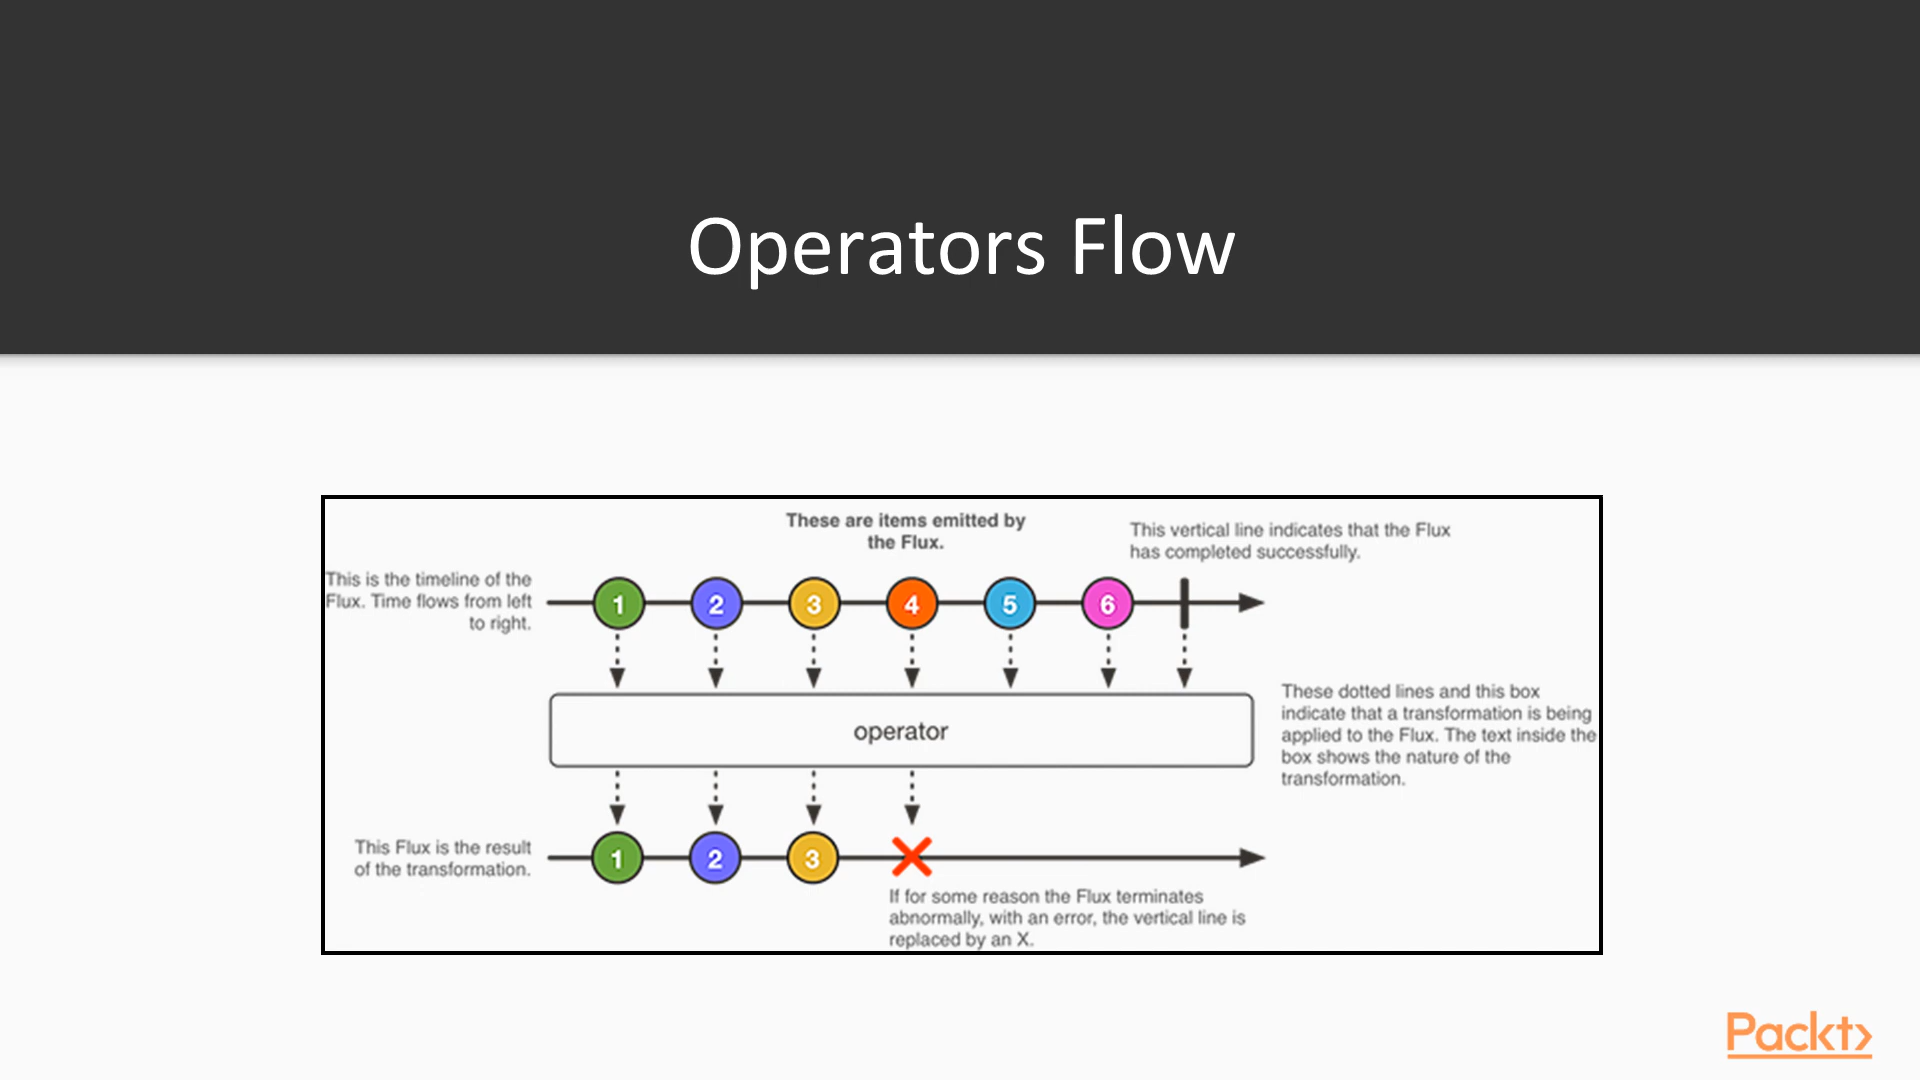 Operators Flow
These are items emitted by
the Flux.
This vertical line indicates that the Flux
has completed successfully.
This is the timeline of the
Flux. Time flows from left
to right.
1 2 3 4 5 6
operator
These dotted lines and this box
indicate that a transformation is being
applied to the Flux. The text inside the
box shows the nature of the
transformation.
This Flux is the result
of the transformation.
1 2 3
If for some reason the Flux terminates
abnormally, with an error, the vertical line is
replaced by an X.
Packt>